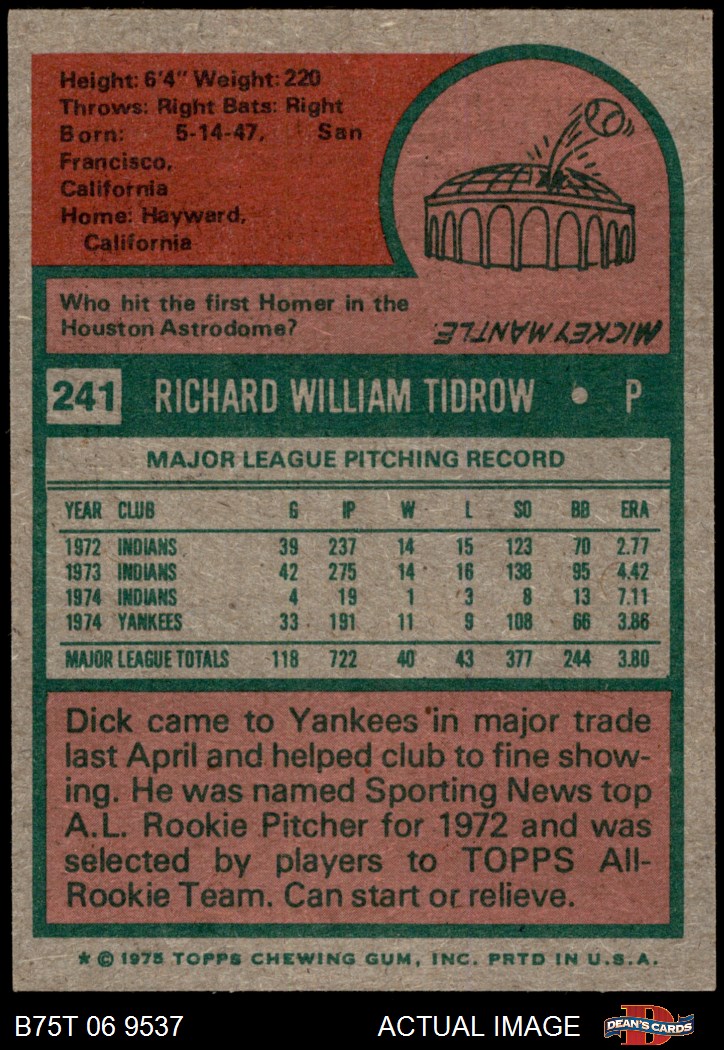 Height: 6'4" Weight: 220
Throws: Right Bats: Right
Born: 5-14-47, San
Francisco,
California
Home: Hayward,
California
Who hit the first Homer in the
Houston Astrodome?
MICKEY MANTLE.
241 RICHARD WILLIAM TIDROW • P
MAJOR LEAGUE PITCHING RECORD
YEAR CLUB G IP W L SO BB ERA
1972 INDIANS 39 237 14 15 123 70 2.77
1973 INDIANS 42 275 14 16 138 95 4.42
1974 INDIANS 4 19 1 3 8 13 7.11
1974 YANKEES 33 191 11 9 108 66 3.86
MAJOR LEAGUE TOTALS 118 722 40 43 377 244 3.80
Dick came to Yankees in major trade
last April and helped club to fine show-
ing. He was named Sporting News top
A.L. Rookie Pitcher for 1972 and was
selected by players to TOPPS All-
Rookie Team. Can start or relieve.
* © 1975 TOPPS CHEWING GUM, INC. PRTD IN U.S.A.
B75T 06 9537 ACTUAL IMAGE D DEAN'S CARDS